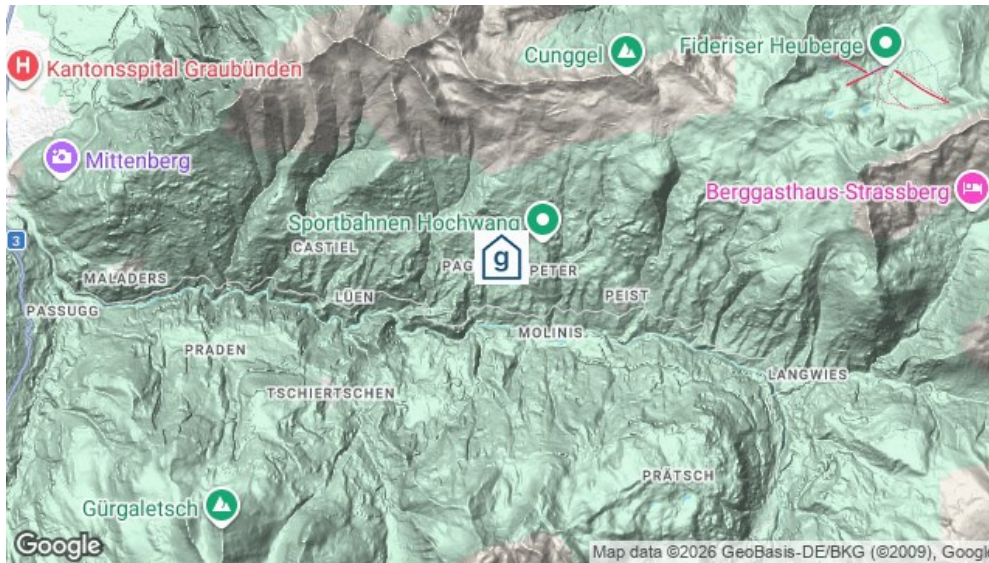 Cunggel
Fideriser Heuberge
H
Kantonsspital Graubünden
Mittenberg
Berggasthaus-Strassberg
Sportbahnen Hochwang
3
CASTIEL
g
PAG
PETER
MALADERS
LÜEN
PEIST
PASSUGG
MOLINIS
PRADEN
LANGWIES
TSCHIERTSCHEN
PRÄTSCH
Gürgaletsch
Google
Map data ©2026 GeoBasis-DE/BKG (©2009), Google